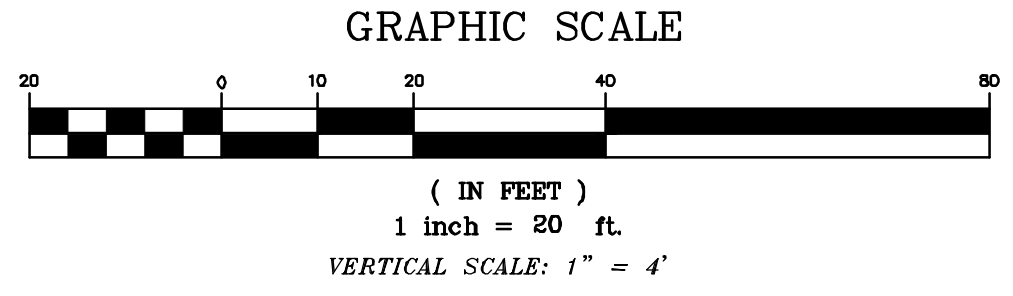 GRAPHIC SCALE
20 0 10 20 40 80
( IN FEET )
1 inch = 20 ft.
VERTICAL SCALE: 1" = 4'